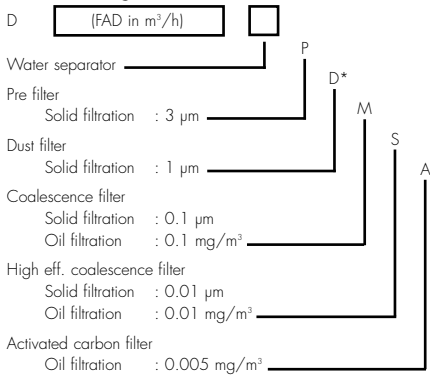 D (FAD in m³/h)
Water separator
P
Pre filter
D*
Solid filtration : 3 µm
M
Dust filter
S
Solid filtration : 1 µm
A
Coalescence filter
Solid filtration : 0.1 µm
Oil filtration : 0.1 mg/m³
High eff. coalescence filter
Solid filtration : 0.01 µm
Oil filtration : 0.01 mg/m³
Activated carbon filter
Oil filtration : 0.005 mg/m³